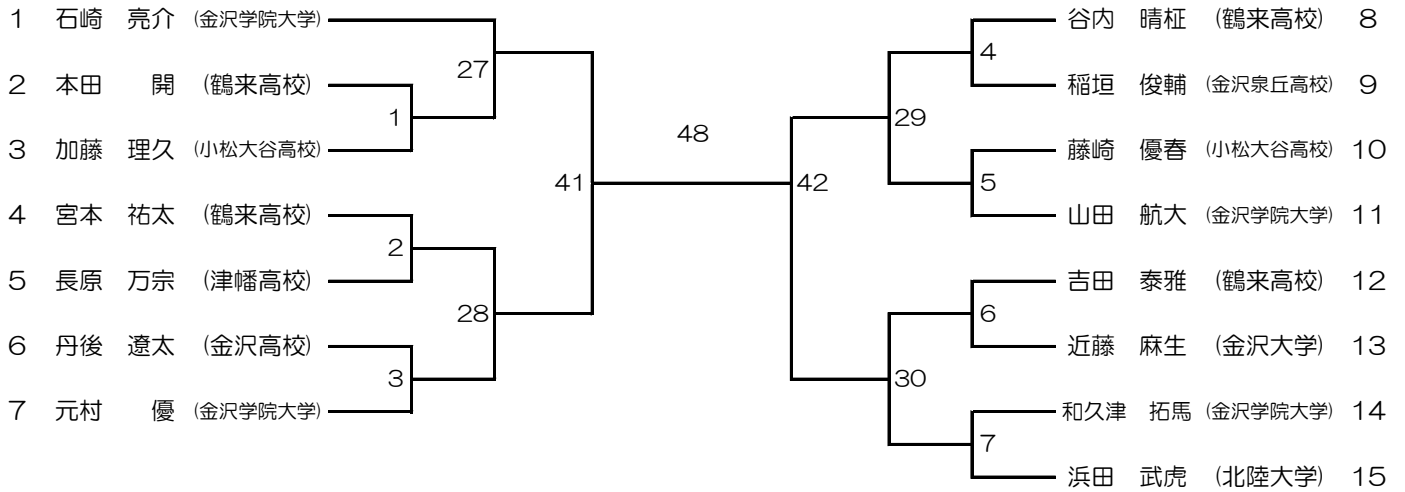 1 石崎 亮介 (金沢学院大学)
27
2 本田 開 (鶴来高校)
1
3 加藤 理久 (小松大谷高校)
41
4 宮本 祐太 (鶴来高校)
2
5 長原 万宗 (津幡高校)
28
6 丹後 遼太 (金沢高校)
3
7 元村 優 (金沢学院大学)
48
谷内 晴柾 (鶴来高校) 8
4
稲垣 俊輔 (金沢泉丘高校) 9
29
藤崎 優春 (小松大谷高校) 10
5
山田 航大 (金沢学院大学) 11
42
吉田 泰雅 (鶴来高校) 12
6
近藤 麻生 (金沢大学) 13
30
和久津 拓馬 (金沢学院大学) 14
7
浜田 武虎 (北陸大学) 15